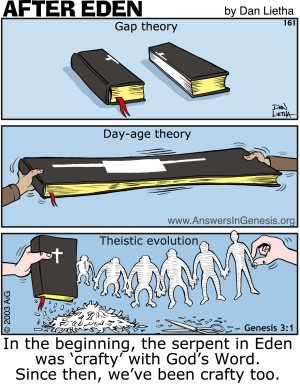 AFTER EDEN by Dan Lietha
161
Gap theory
DAN
LIETHA
Day-age theory
www.AnswersInGenesis.org
Theistic evolution
© 2003 AiG
Genesis 3:1
In the beginning, the serpent in Eden
was ‘crafty’ with God’s Word.
Since then, we’ve been crafty too.